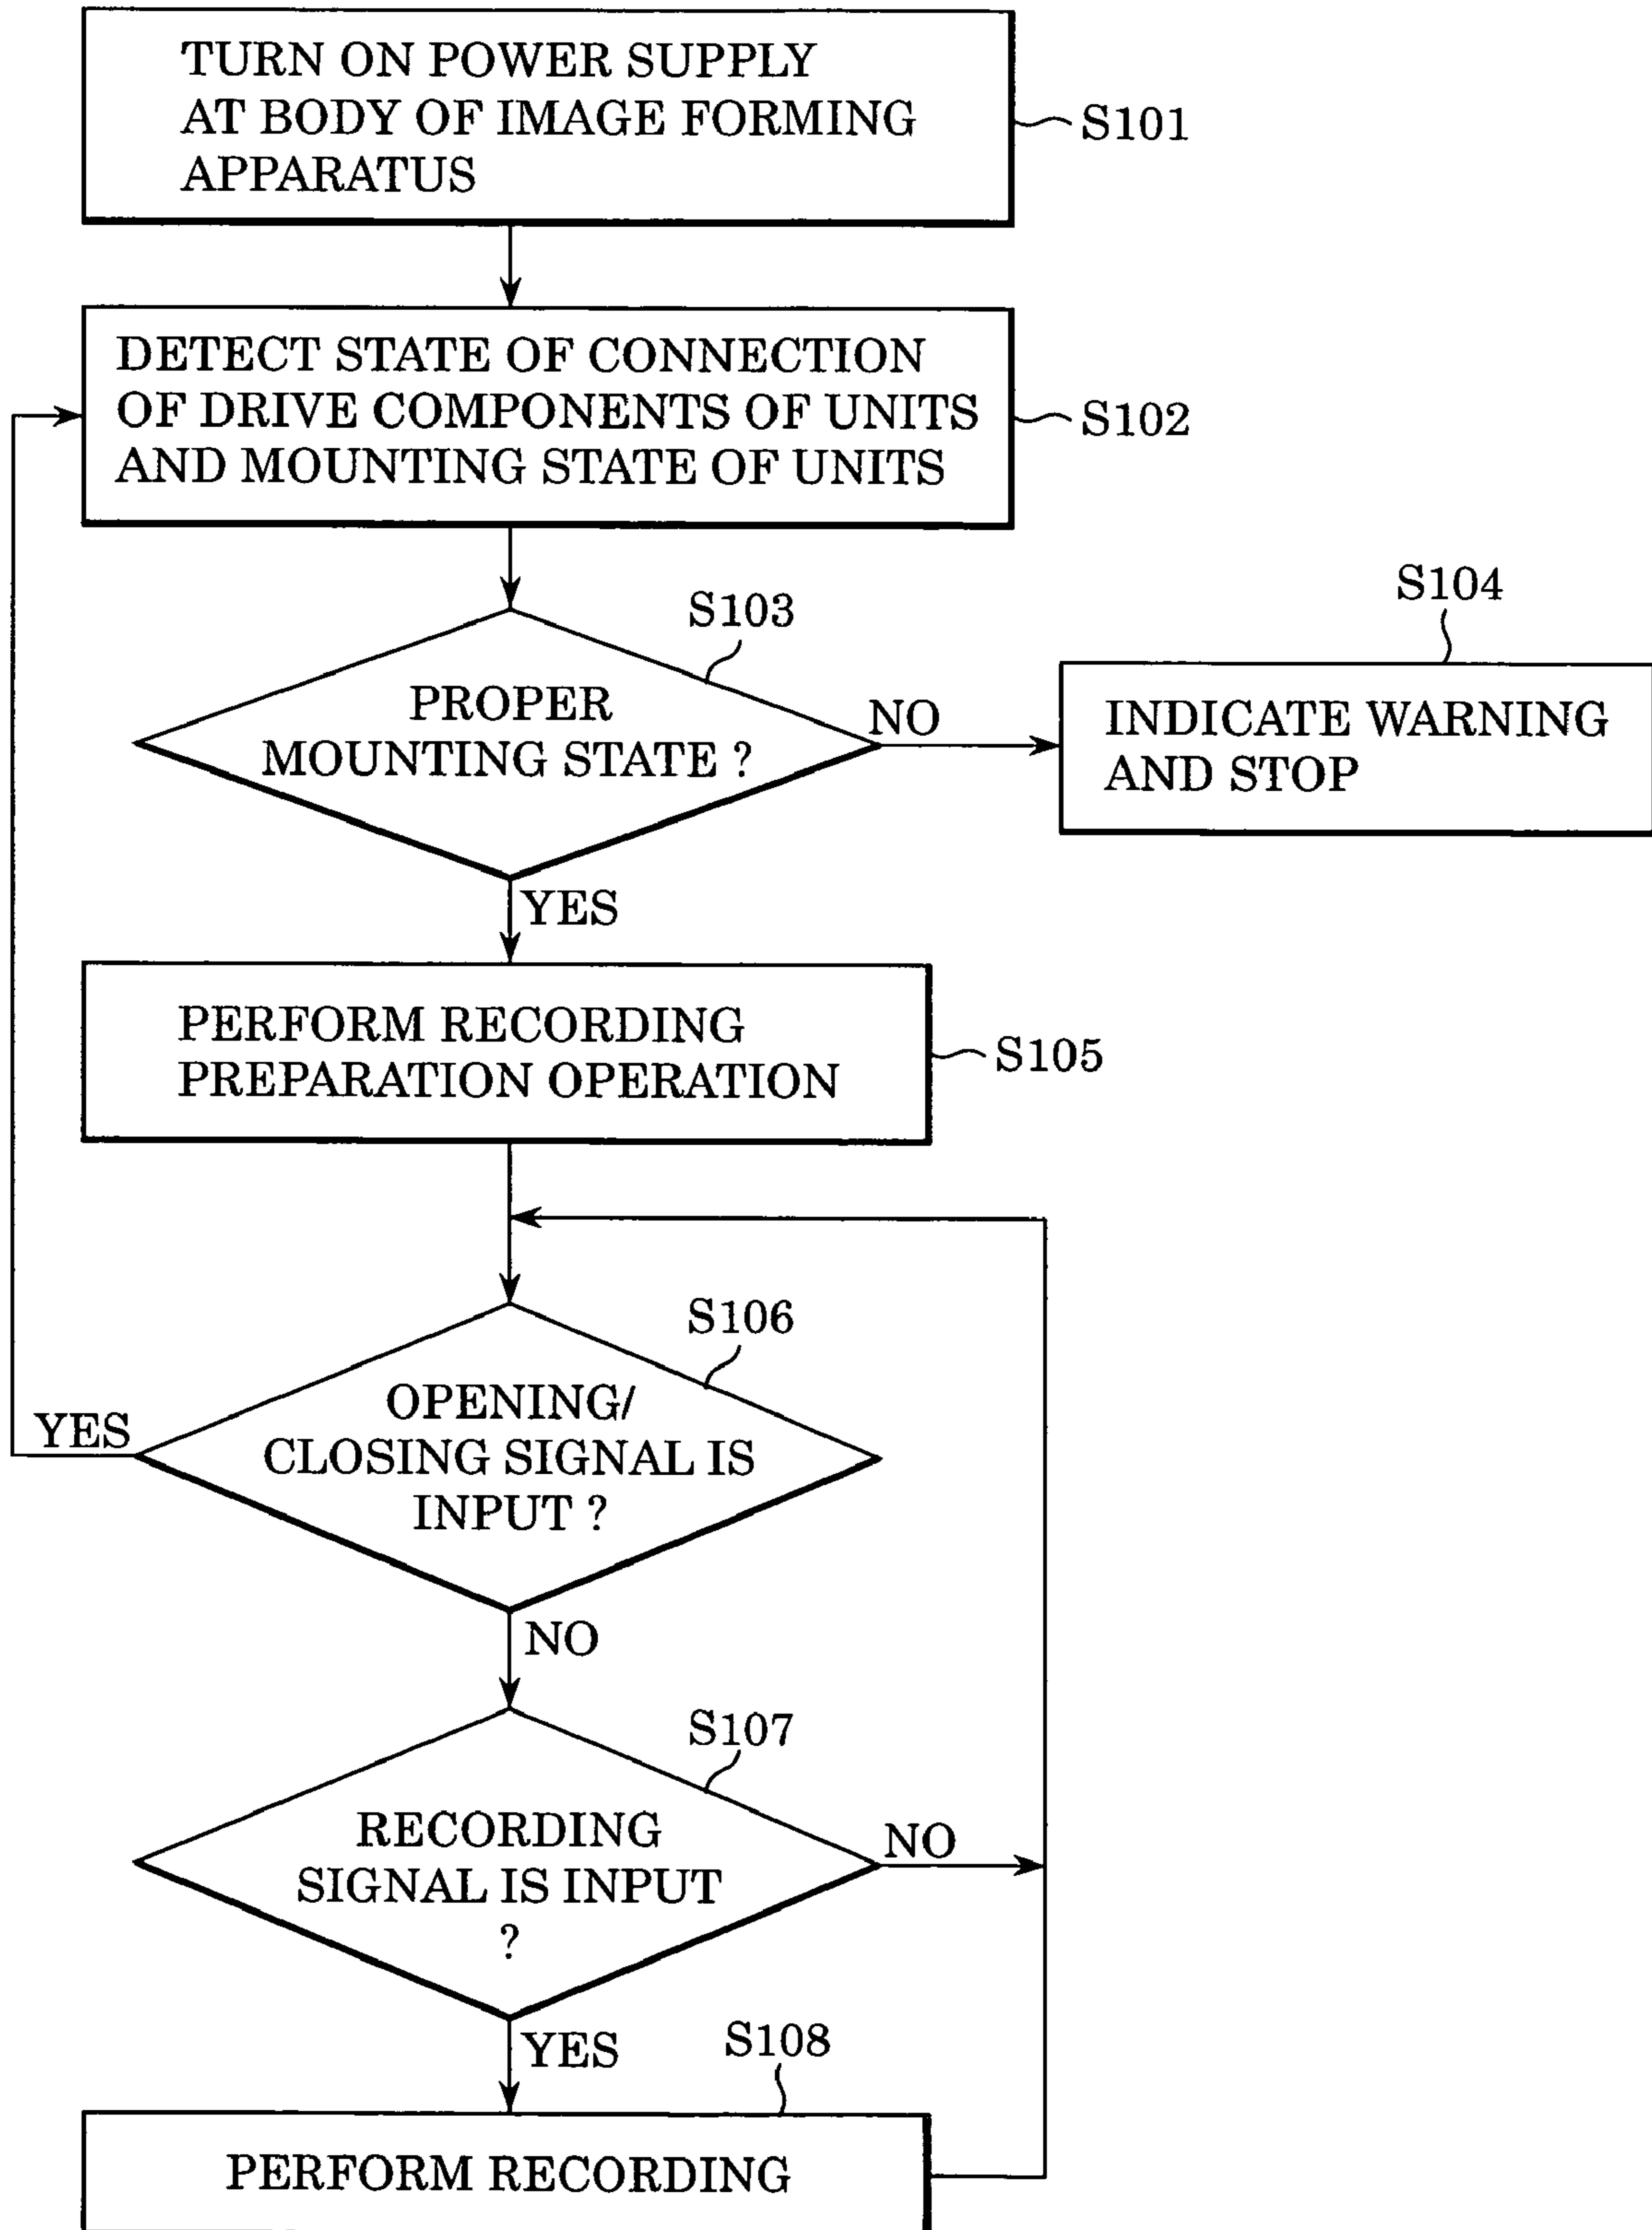 TURN ON POWER SUPPLY
AT BODY OF IMAGE FORMING
APPARATUS
S101
DETECT STATE OF CONNECTION
OF DRIVE COMPONENTS OF UNITS
AND MOUNTING STATE OF UNITS
S102
S103
PROPER
MOUNTING STATE ?
NO
S104
INDICATE WARNING
AND STOP
YES
PERFORM RECORDING
PREPARATION OPERATION
S105
S106
OPENING/
CLOSING SIGNAL IS
INPUT ?
YES
NO
S107
RECORDING
SIGNAL IS INPUT
?
NO
YES
S108
PERFORM RECORDING